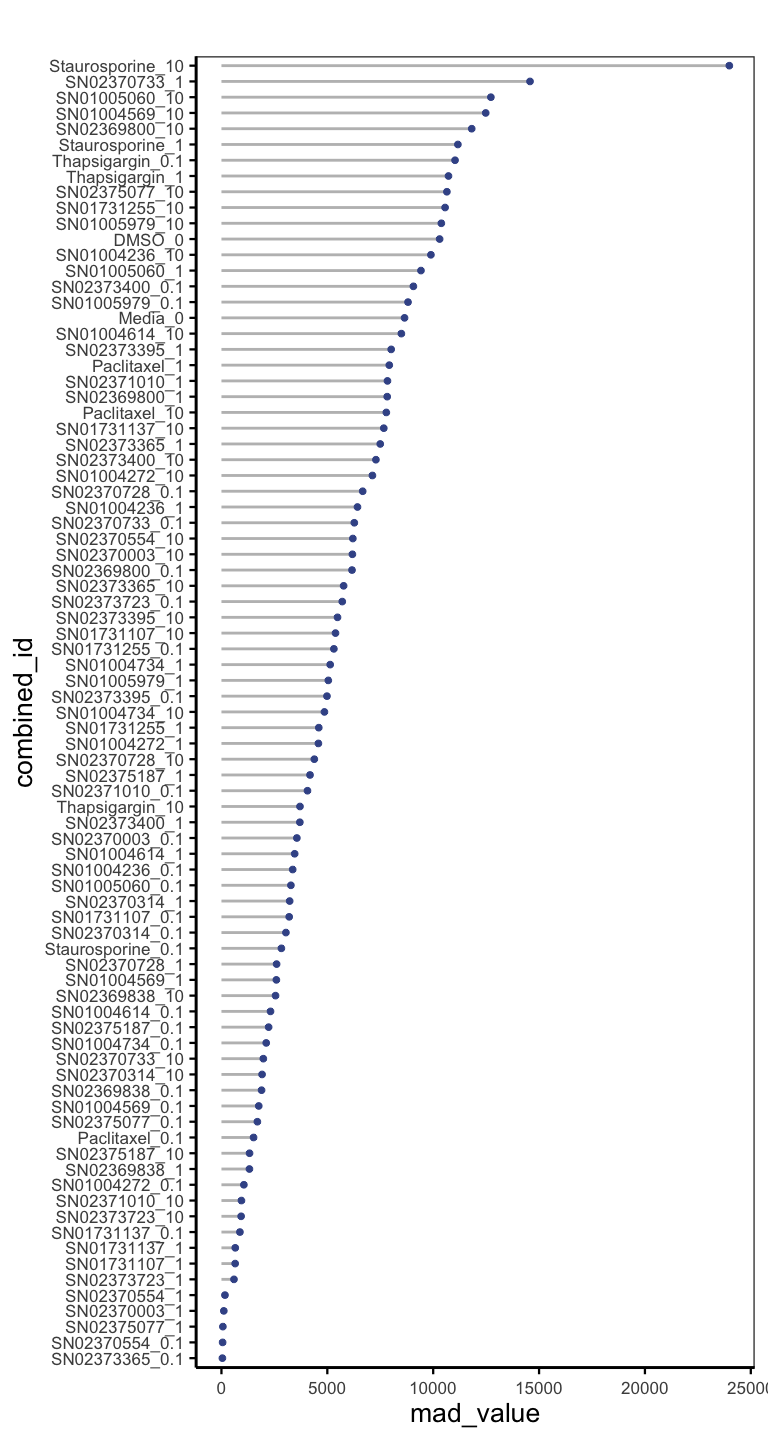 Staurosporine_10
SN02370733_1
SN01005060_10
SN01004569_10
SN02369800_10
Staurosporine_1
Thapsigargin_0.1
Thapsigargin_1
SN02375077_10
SN01731255_10
SN01005979_10
DMSO_0
SN01004236_10
SN01005060_1
SN02373400_0.1
SN01005979_0.1
Media_0
SN01004614_10
SN02373395_1
Paclitaxel_1
SN02371010_1
SN02369800_1
Paclitaxel_10
SN01731137_10
SN02373365_1
SN02373400_10
SN01004272_10
SN02370728_0.1
SN01004236_1
SN02370733_0.1
SN02370554_10
SN02370003_10
SN02369800_0.1
SN02373365_10
SN02373723_0.1
SN02373395_10
SN01731107_10
SN01731255_0.1
SN01004734_1
SN01005979_1
SN02373395_0.1
SN01004734_10
SN01731255_1
SN01004272_1
SN02370728_10
SN02375187_1
SN02371010_0.1
Thapsigargin_10
SN02373400_1
SN02370003_0.1
SN01004614_1
SN01004236_0.1
SN01005060_0.1
SN02370314_1
SN01731107_0.1
SN02370314_0.1
Staurosporine_0.1
SN02370728_1
SN01004569_1
SN02369838_10
SN01004614_0.1
SN02375187_0.1
SN01004734_0.1
SN02370733_10
SN02370314_10
SN02369838_0.1
SN01004569_0.1
SN02375077_0.1
Paclitaxel_0.1
SN02375187_10
SN02369838_1
SN01004272_0.1
SN02371010_10
SN02373723_10
SN01731137_0.1
SN01731137_1
SN01731107_1
SN02373723_1
SN02370554_1
SN02370003_1
SN02375077_1
SN02370554_0.1
SN02373365_0.1
combined_id
0 5000 10000 15000 20000 25000
mad_value